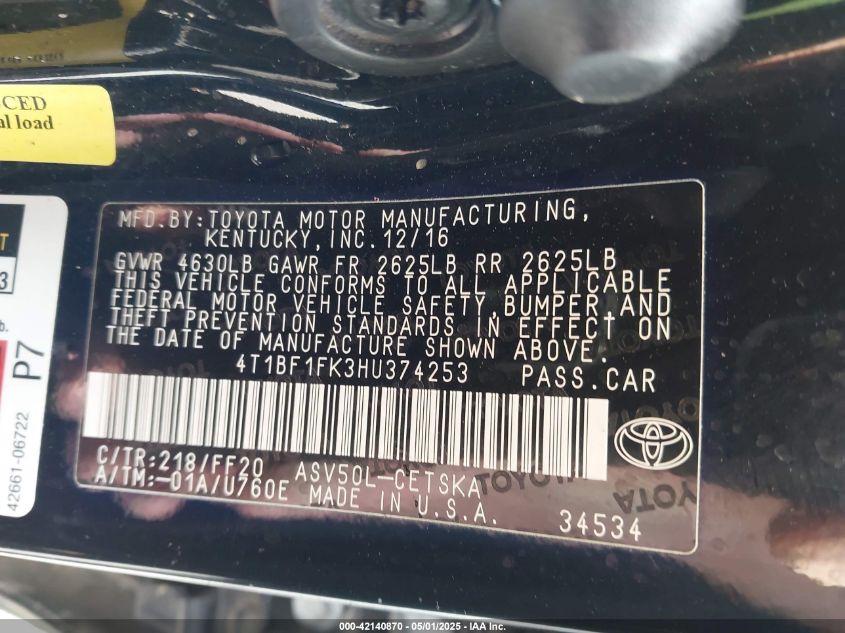 CED
al load
MFD.BY:TOYOTA MOTOR MANUFACTURING,
KENTUCKY,INC.12/16
GVWR 4630LB GAWR FR 2625LB RR 2625LB
THIS VEHICLE CONFORMS TO ALL APPLICABLE
FEDERAL MOTOR VEHICLE SAFETY,BUMPER,AND
THEFT PREVENTION STANDARDS IN EFFECT ON
THE DATE OF MANUFACTURE SHOWN ABOVE.
4T1BF1FK3HU374253 PASS.CAR
C/TR:218/FF20 ASV50L-CETSKA
A/TM:-01A/U760E MADE IN U.S.A.
34534
TOYOTA
P7
42661-06722
000-42140870 - 05/01/2025 - IAA Inc.